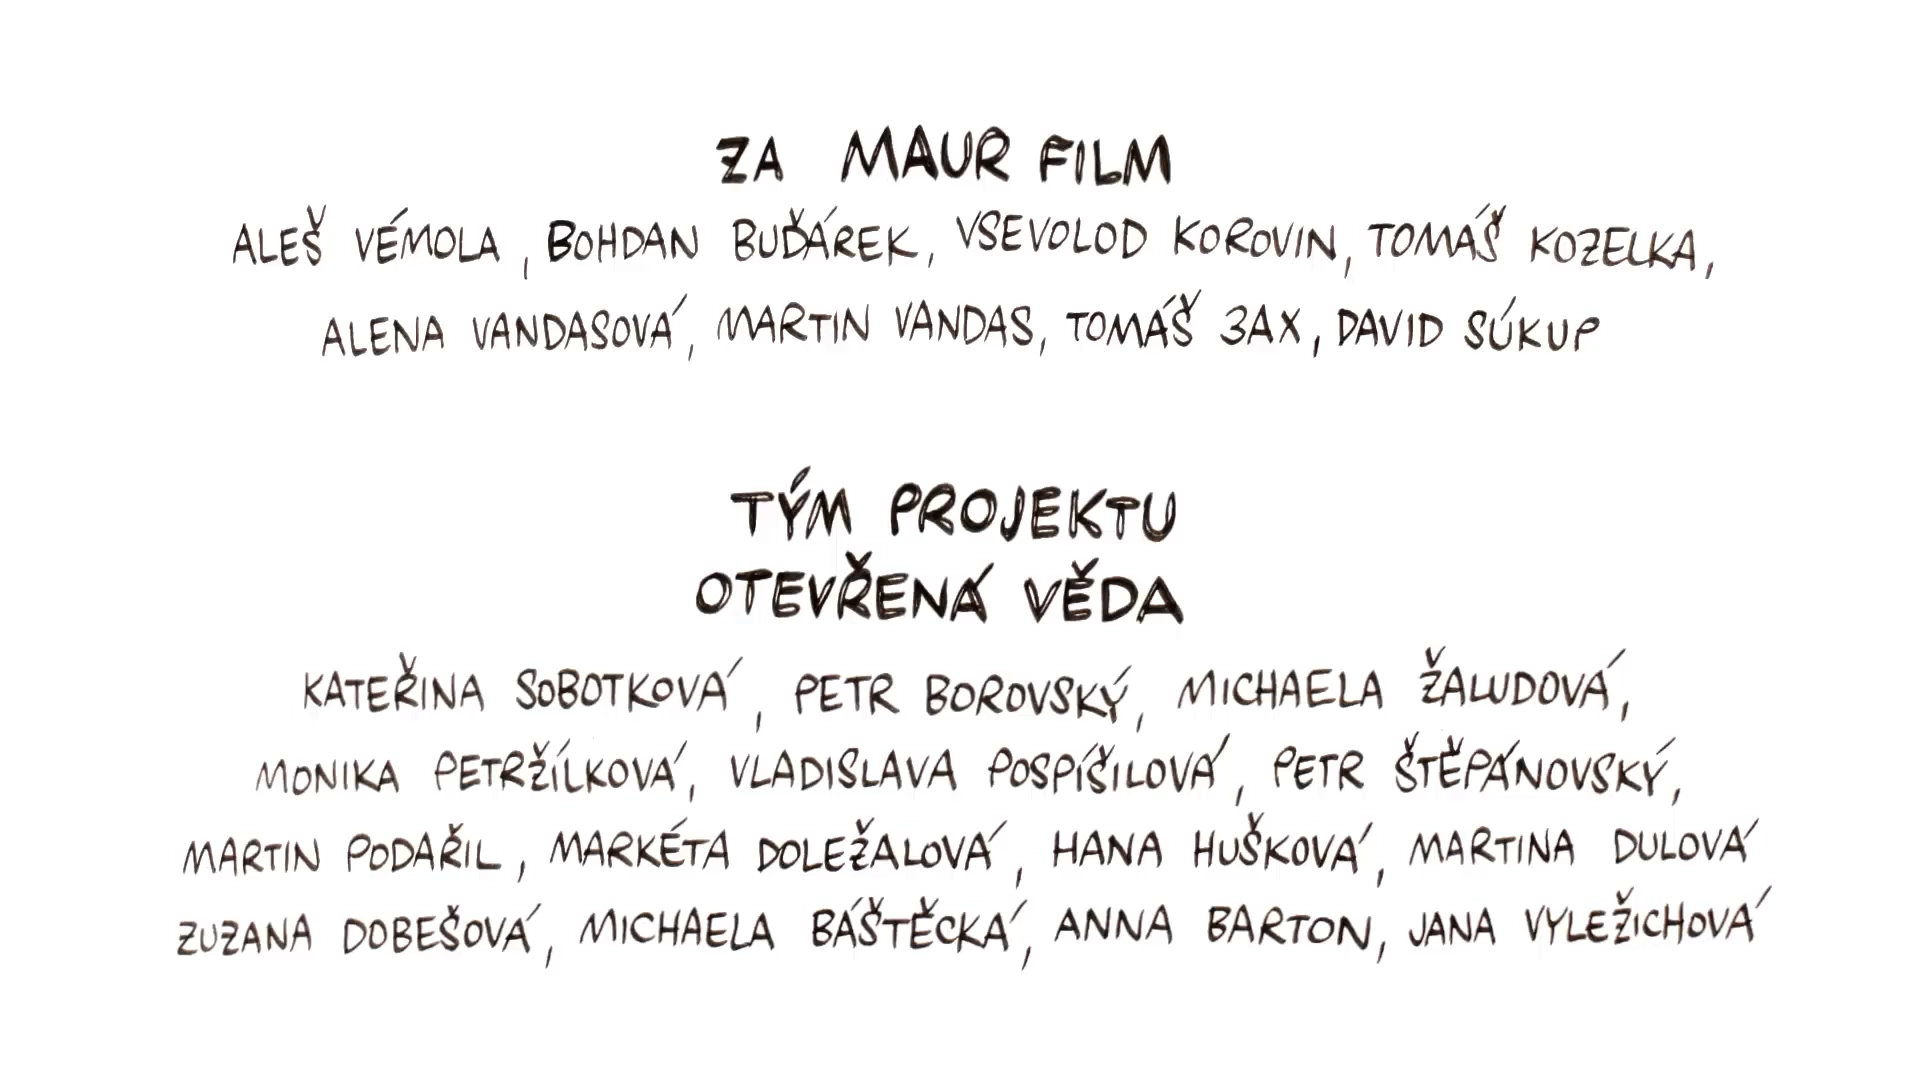 ZA MAUR FILM
ALEŠ VÉMOLA, BOHDAN BUĎÁREK, VSEVOLOD KOROVIN, TOMÁŠ KOZELKA,
ALENA VANDASOVÁ, MARTIN VANDAS, TOMÁŠ 3AX, DAVID SÚKUP
TÝM PROJEKTU
OTEVŘENÁ VĚDA
KATEŘINA SOBOTKOVÁ, PETR BOROVSKÝ, MICHAELA ŽALUDOVÁ,
MONIKA PETRŽÍLKOVÁ, VLADISLAVA POSPÍŠILOVÁ, PETR ŠTĚPÁNOVSKÝ,
MARTIN PODAŘIL, MARKÉTA DOLEŽALOVÁ, HANA HUŠKOVÁ, MARTINA DULOVÁ
ZUZANA DOBEŠOVÁ, MICHAELA BÁŠTĚCKÁ, ANNA BARTON, JANA VYLEŽICHOVÁ